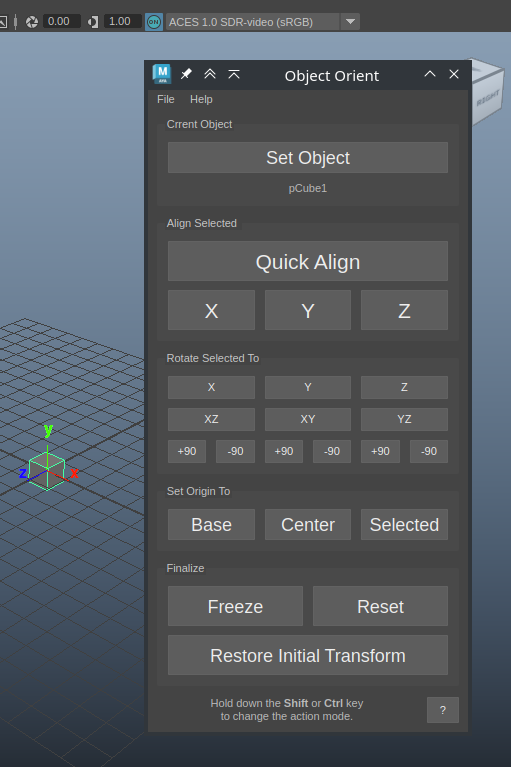 0.00 1.00 ON ACES 1.0 SDR-video (sRGB)
M
Object Orient
RIGHT
File Help
Crrent Object
Set Object
pCube1
Align Selected
Quick Align
X Y Z
Rotate Selected To
X Y Z
XZ XY YZ
+90 -90 +90 -90 +90 -90
y
z x
Set Origin To
Base Center Selected
Finalize
Freeze Reset
Restore Initial Transform
Hold down the Shift or Ctrl key
to change the action mode.
?